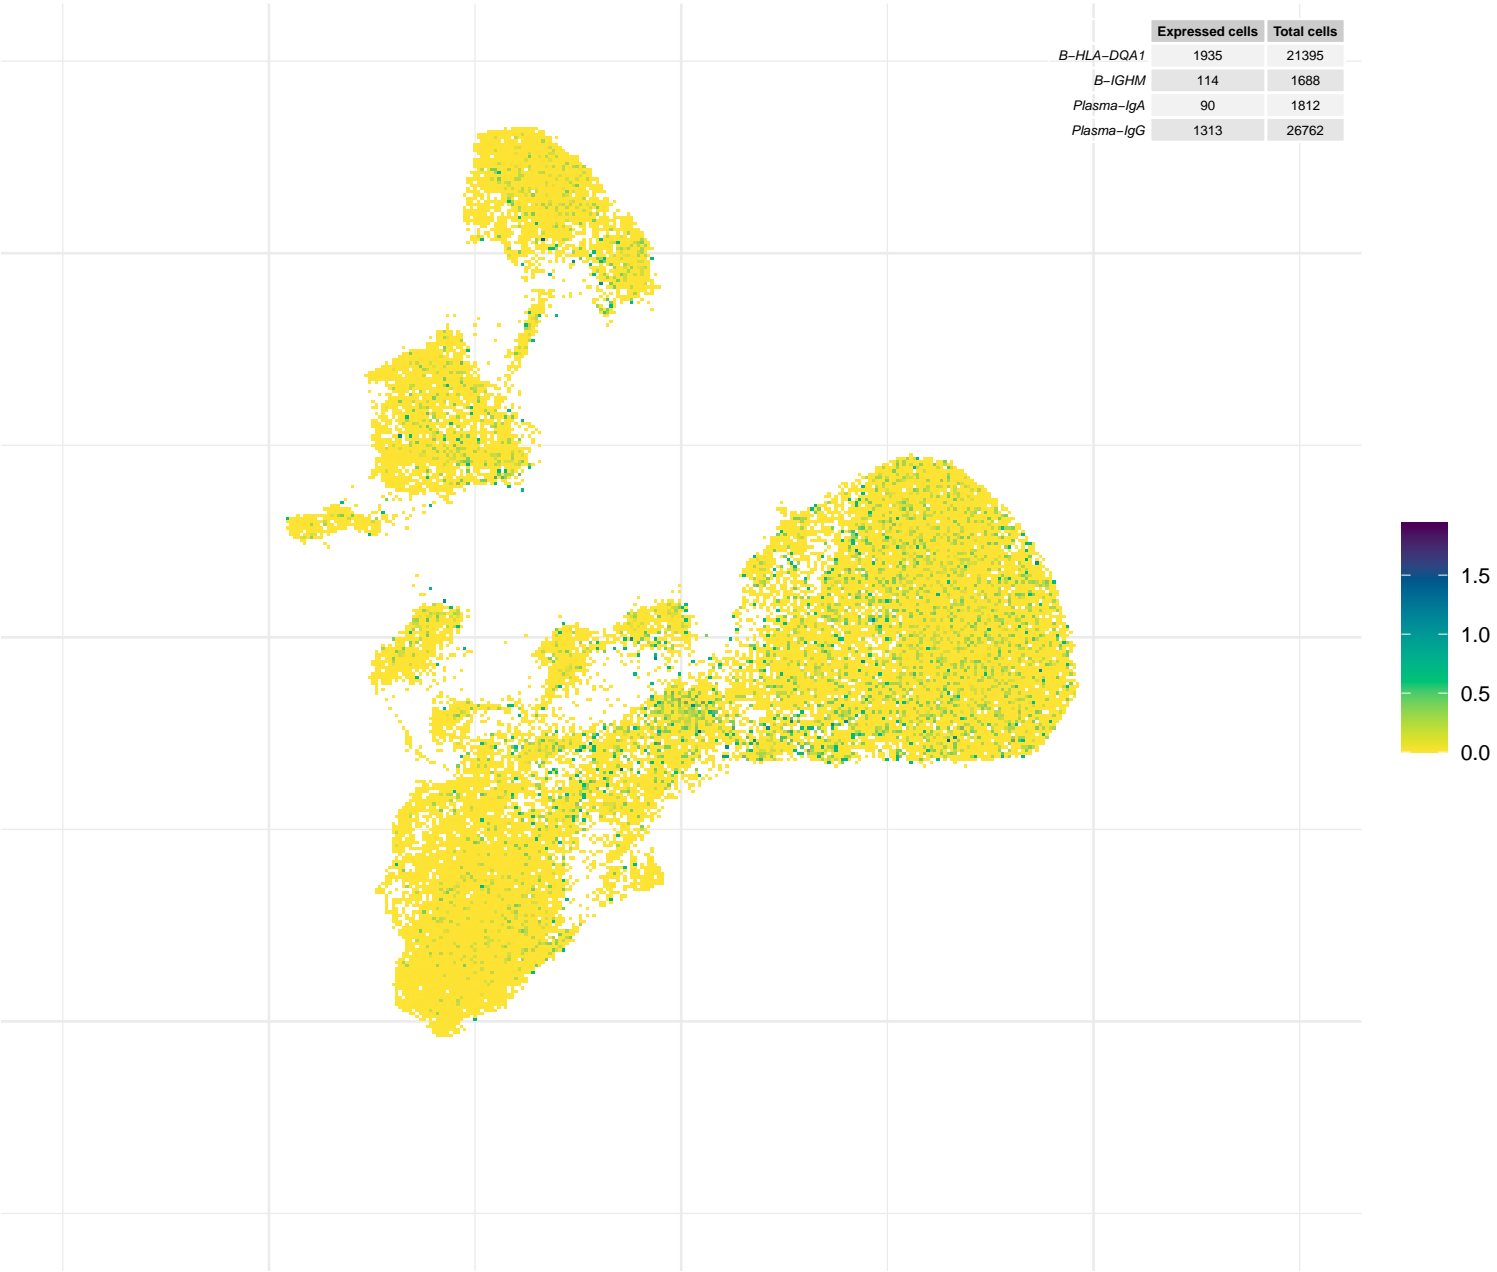 Expressed cells Total cells
B-HLA-DQA1 1935 21395
B-IGHM 114 1688
Plasma-IgA 90 1812
Plasma-IgG 1313 26762
1.5
1.0
0.5
0.0